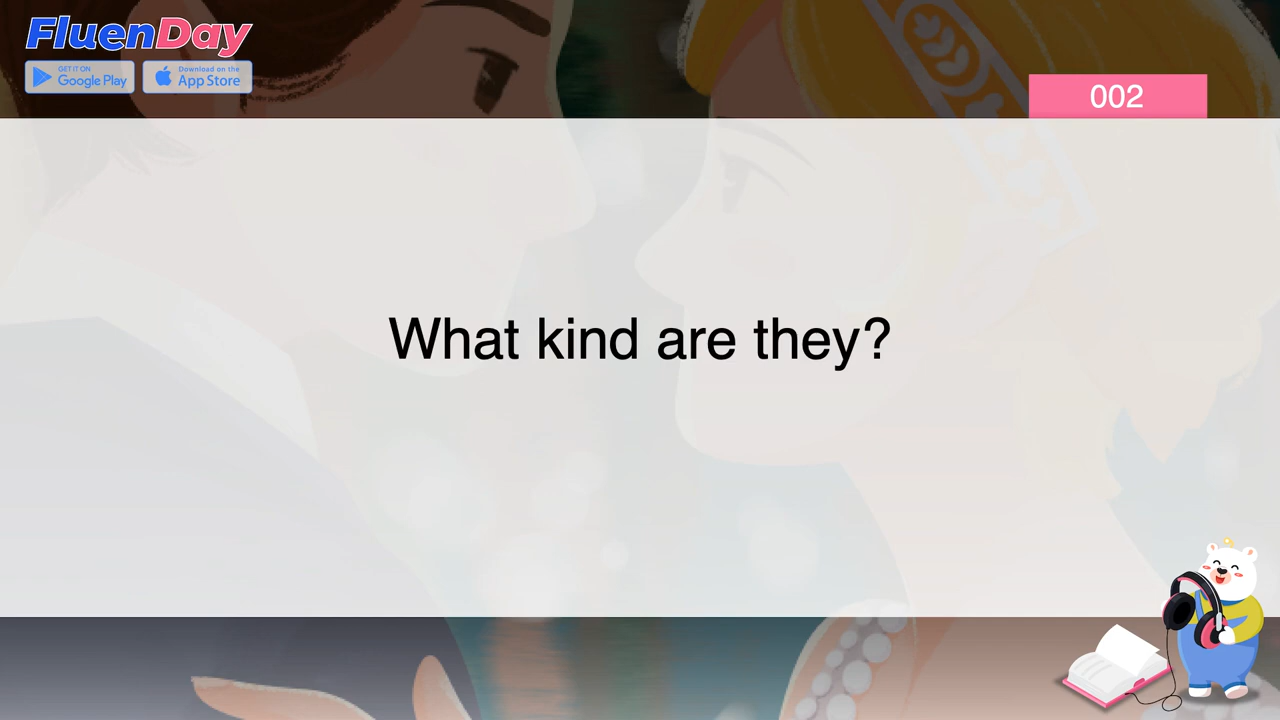 FluenDay
GET IT ON
Google Play
Download on the
App Store
002
What kind are they?